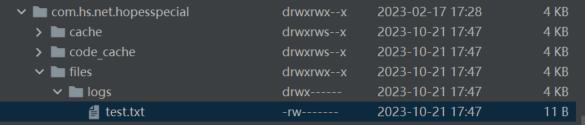 com.hs.net.hopesspecial drwxrwx--x 2023-02-17 17:28 4 KB
cache drwxrws--x 2023-10-21 17:47 4 KB
code_cache drwxrws--x 2023-10-21 17:47 4 KB
files drwxrwx--x 2023-10-21 17:47 4 KB
logs drwx------ 2023-10-21 17:47 4 KB
test.txt -rw------- 2023-10-21 17:47 11 B